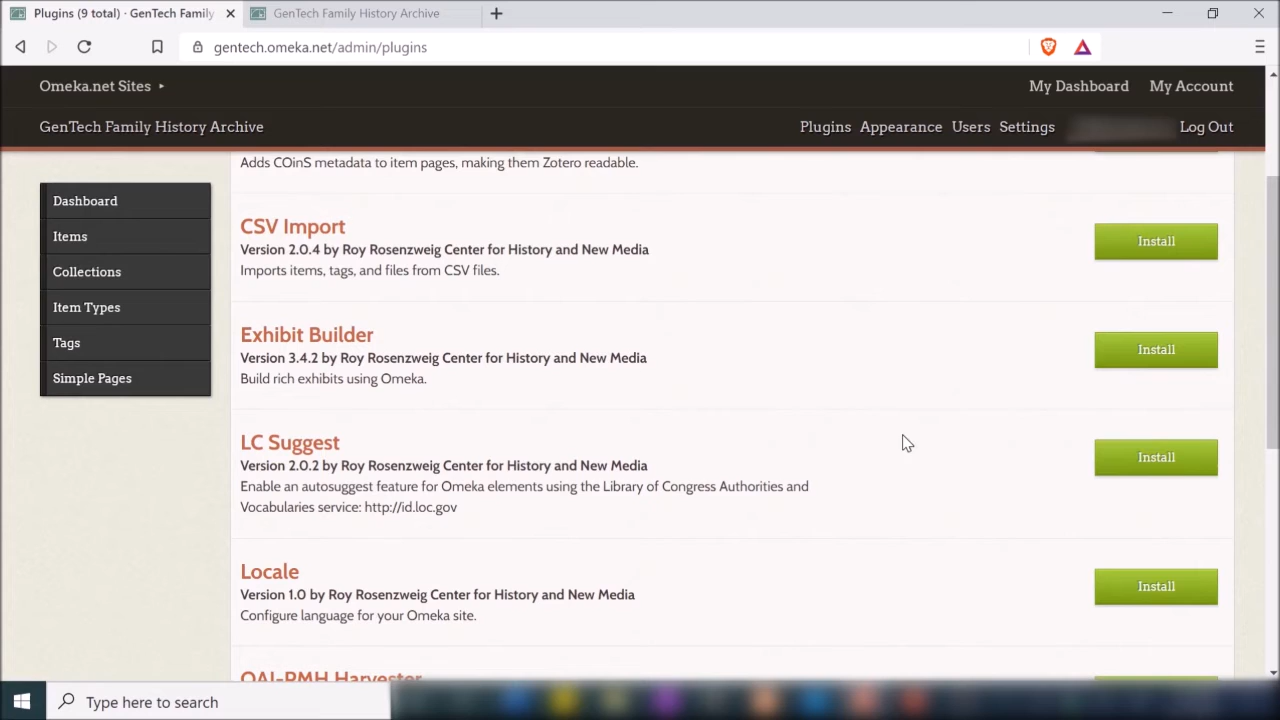 Plugins (9 total) · GenTech Family
GenTech Family History Archive
gentech.omeka.net/admin/plugins
Omeka.net Sites
My Dashboard
My Account
GenTech Family History Archive
Plugins
Appearance
Users
Settings
Log Out
Adds COinS metadata to item pages, making them Zotero readable.
Dashboard
Items
Collections
Item Types
Tags
Simple Pages
CSV Import
Version 2.0.4 by Roy Rosenzweig Center for History and New Media
Imports items, tags, and files from CSV files.
Install
Exhibit Builder
Version 3.4.2 by Roy Rosenzweig Center for History and New Media
Build rich exhibits using Omeka.
Install
LC Suggest
Version 2.0.2 by Roy Rosenzweig Center for History and New Media
Enable an autosuggest feature for Omeka elements using the Library of Congress Authorities and
Vocabularies service: http://id.loc.gov
Install
Locale
Version 1.0 by Roy Rosenzweig Center for History and New Media
Configure language for your Omeka site.
Install
OAI-PMH Harvester
Type here to search